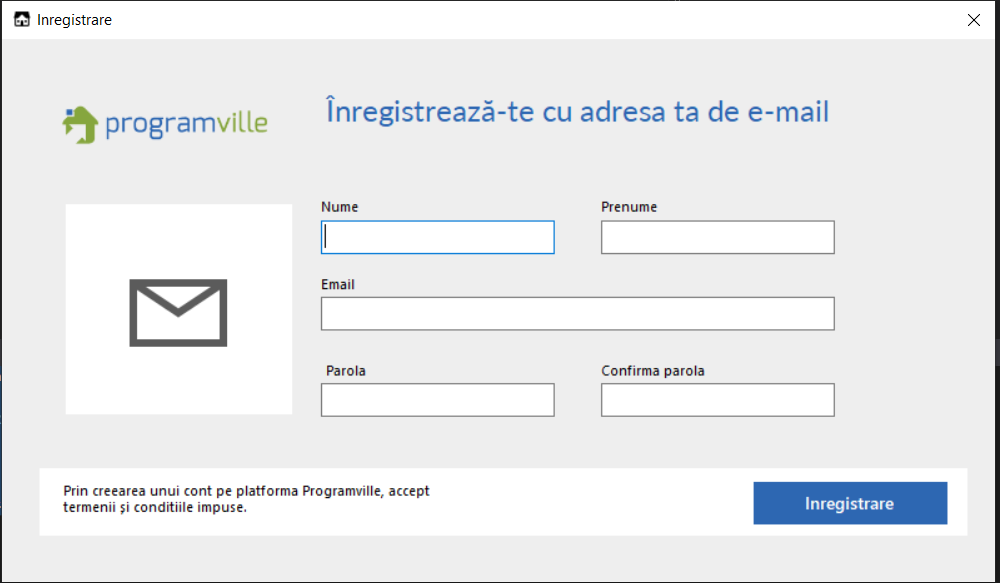 Inregistrare
programville
Înregistrează-te cu adresa ta de e-mail
Nume
Prenume
Email
Parola
Confirma parola
Prin creearea unui cont pe platforma Programville, accept
termenii și conditiile impuse.
Inregistrare